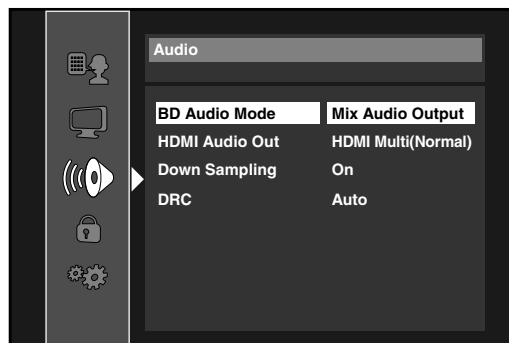 Audio
BD Audio Mode Mix Audio Output
HDMI Audio Out HDMI Multi(Normal)
Down Sampling On
DRC Auto